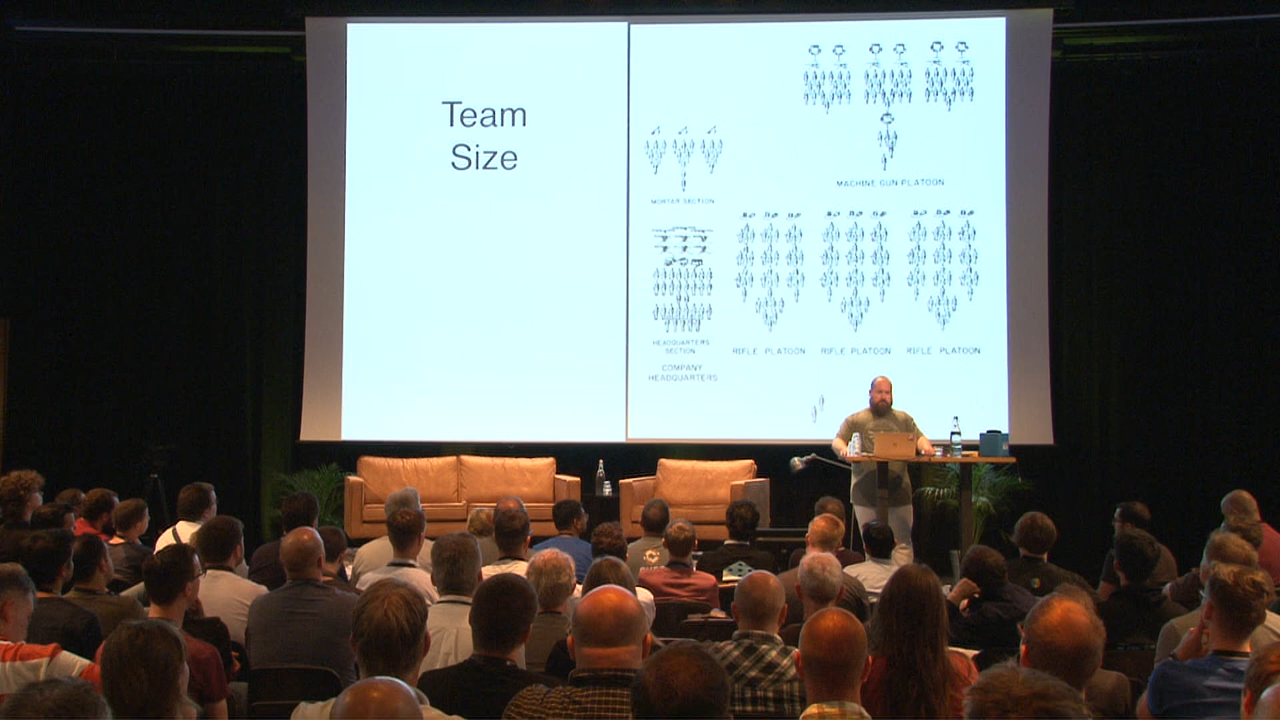 Team
Size
MACHINE GUN PLATOON
MORTAR SECTION
HEADQUARTERS
SECTION
COMPANY
HEADQUARTERS
RIFLE PLATOON
RIFLE PLATOON
RIFLE PLATOON